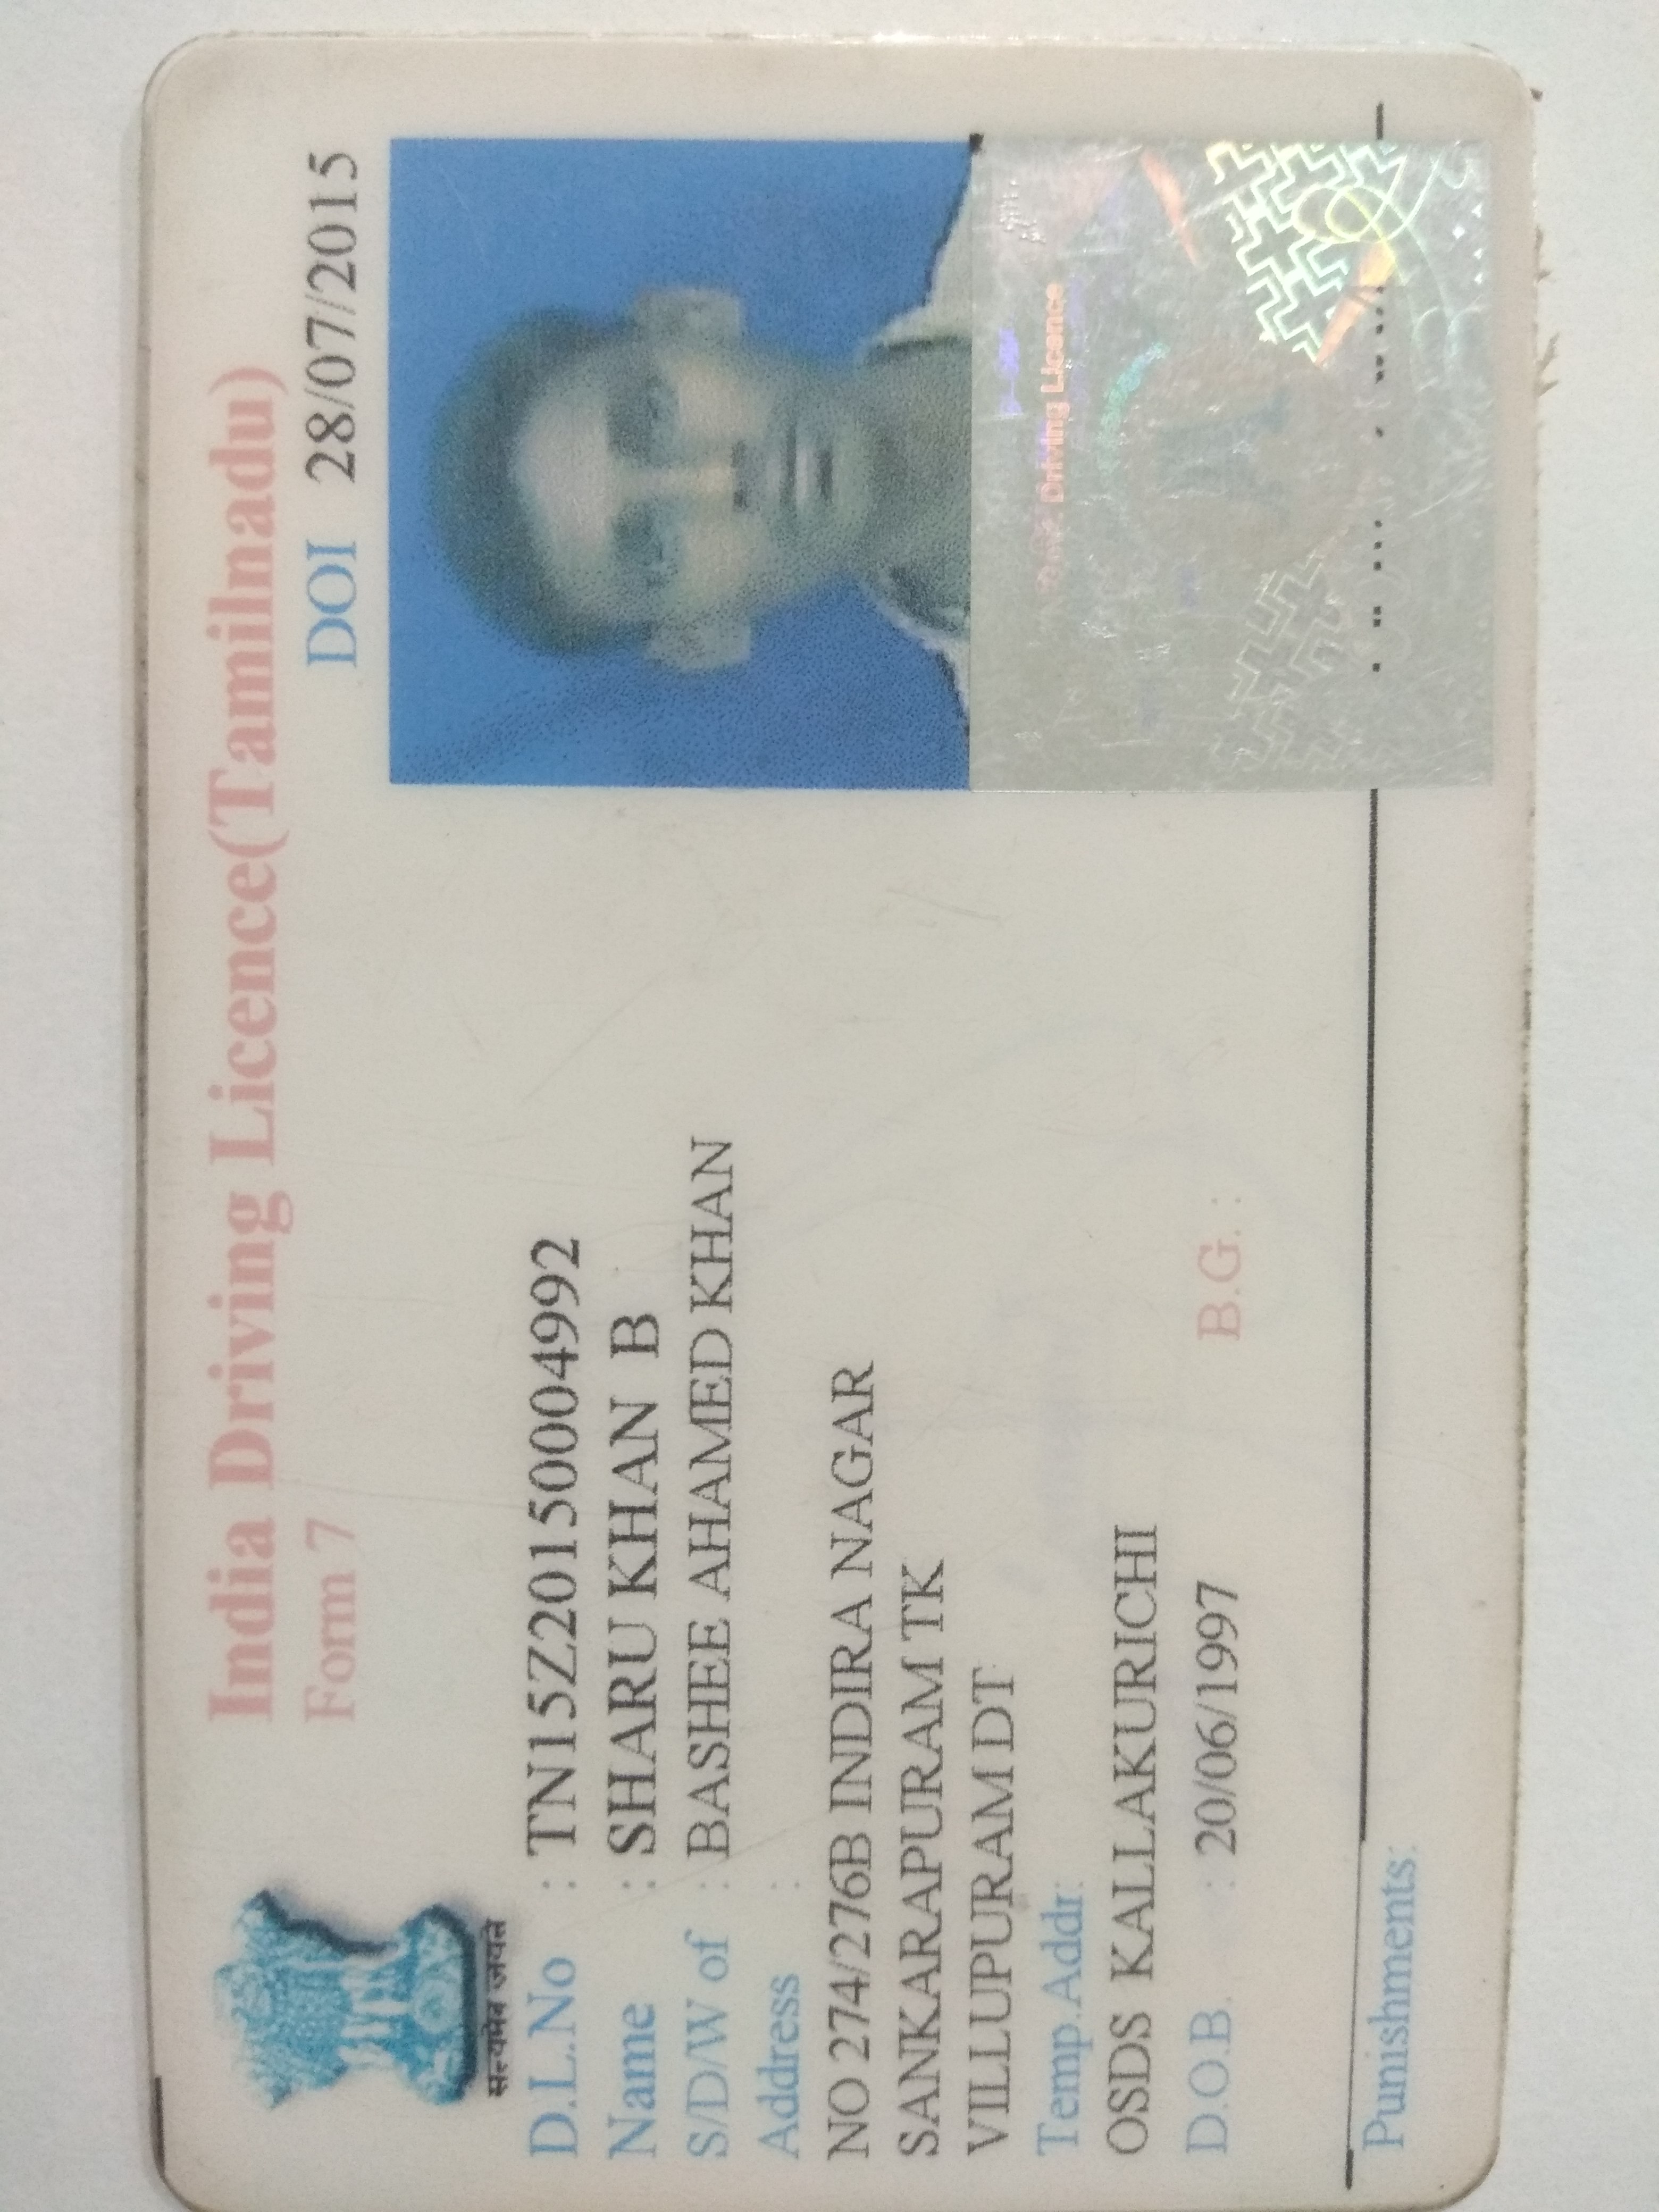 India Driving Licence(Tamilnadu)
Form 7
DOI 28/07/2015
सत्यमेव जयते
D.L.No : TN15Z20150004992
Name : SHARU KHAN B
S/D/W of : BASHEE AHAMED KHAN
Address :
NO 274/276B INDIRA NAGAR
SANKARAPURAM TK
VILLUPURAM DT
Temp.Addr:
OSDS KALLAKURICHI
D.O.B. : 20/06/1997 B.G. :
Driving Licence
Punishments: